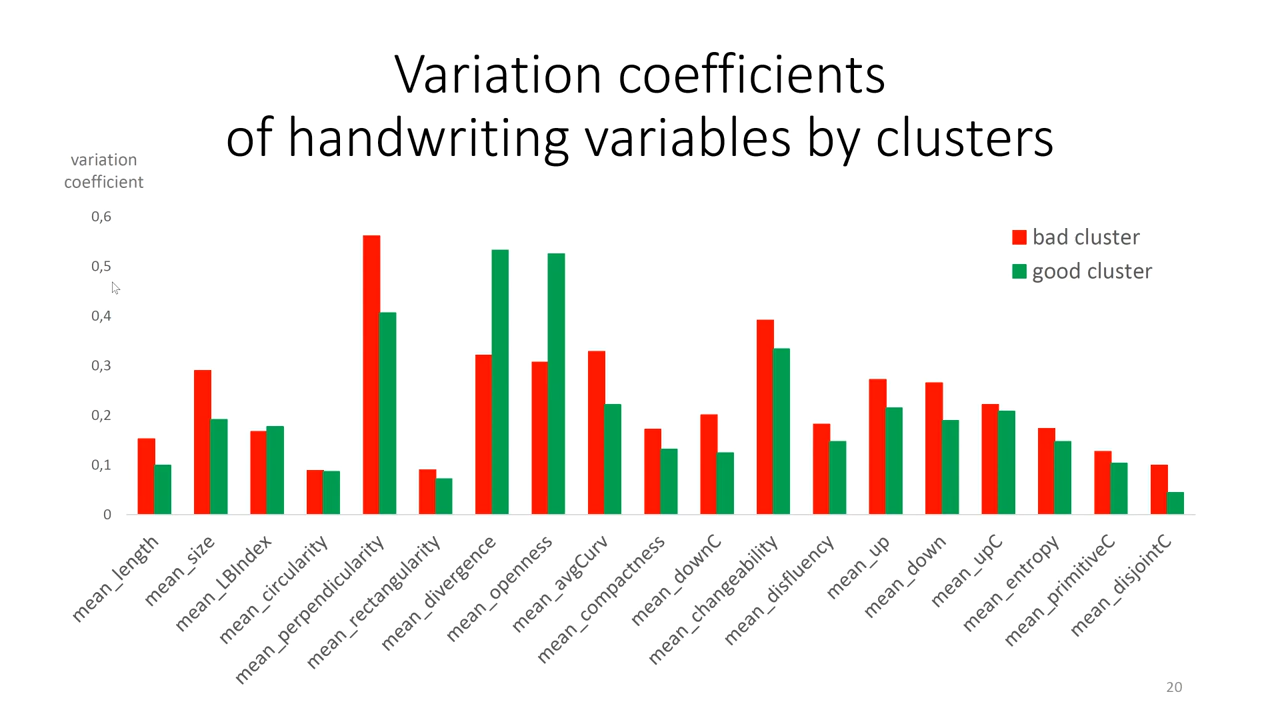 Variation coefficients
of handwriting variables by clusters
variation
coefficient
0,6
0,5
0,4
0,3
0,2
0,1
0
bad cluster
good cluster
mean_length
mean_size
mean_LBIndex
mean_circularity
mean_perpendicularity
mean_rectangularity
mean_divergence
mean_openness
mean_avgCurv
mean_compactness
mean_downC
mean_changeability
mean_disfluency
mean_up
mean_down
mean_upC
mean_entropy
mean_primitiveC
mean_disjointC
20